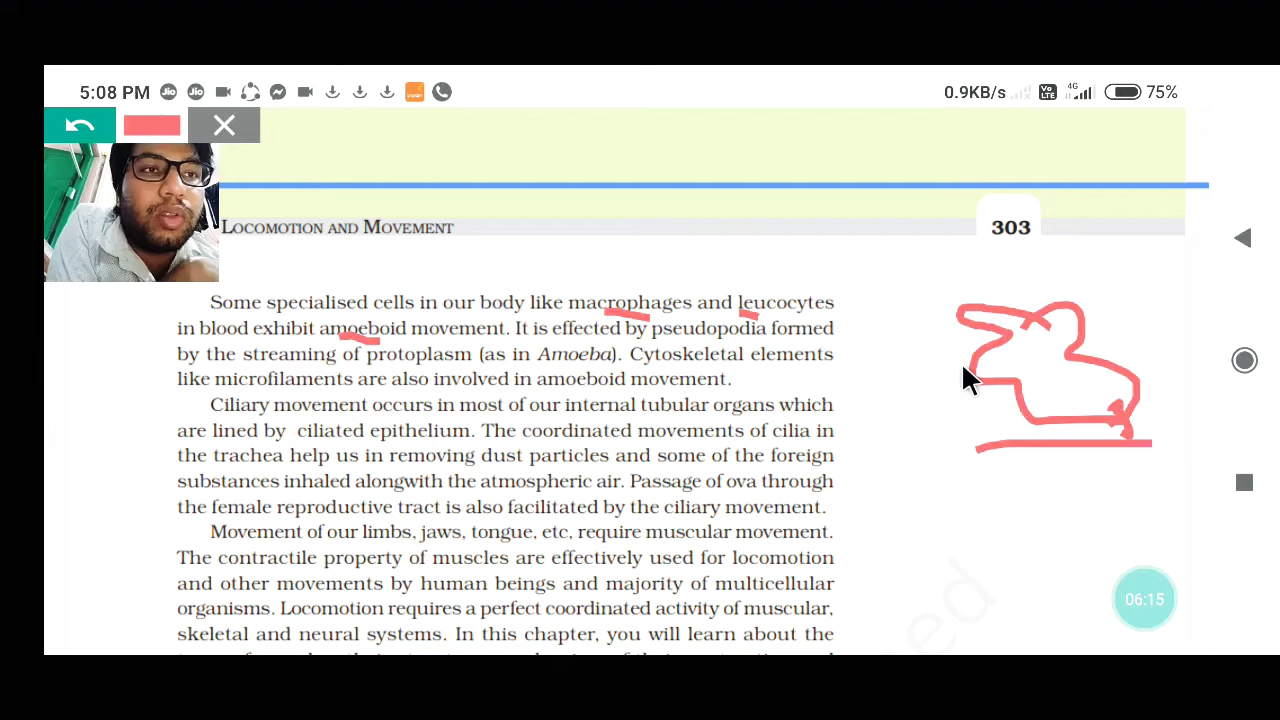 5:08 PM
0.9KB/s Vo LTE 4G 75%
LOCOMOTION AND MOVEMENT 303
Some specialised cells in our body like macrophages and leucocytes
in blood exhibit amoeboid movement. It is effected by pseudopodia formed
by the streaming of protoplasm (as in Amoeba). Cytoskeletal elements
like microfilaments are also involved in amoeboid movement.
Ciliary movement occurs in most of our internal tubular organs which
are lined by ciliated epithelium. The coordinated movements of cilia in
the trachea help us in removing dust particles and some of the foreign
substances inhaled alongwith the atmospheric air. Passage of ova through
the female reproductive tract is also facilitated by the ciliary movement.
Movement of our limbs, jaws, tongue, etc, require muscular movement.
The contractile property of muscles are effectively used for locomotion
and other movements by human beings and majority of multicellular
organisms. Locomotion requires a perfect coordinated activity of muscular,
skeletal and neural systems. In this chapter, you will learn about the
06:15